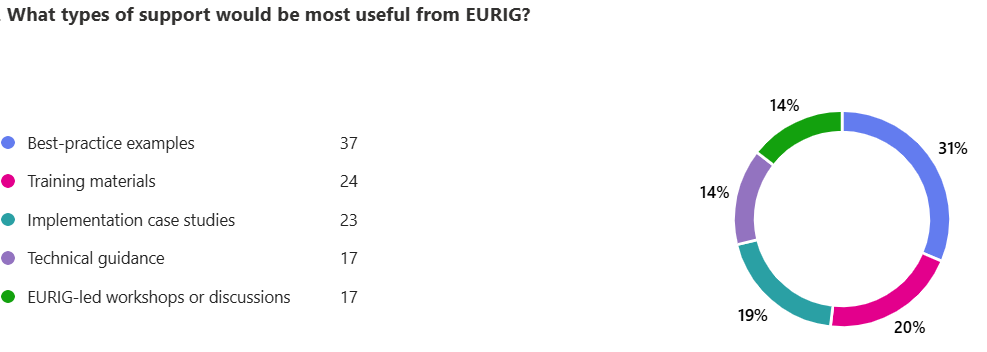 . What types of support would be most useful from EURIG?
Best-practice examples 37
Training materials 24
Implementation case studies 23
Technical guidance 17
EURIG-led workshops or discussions 17
14%
31%
14%
19%
20%